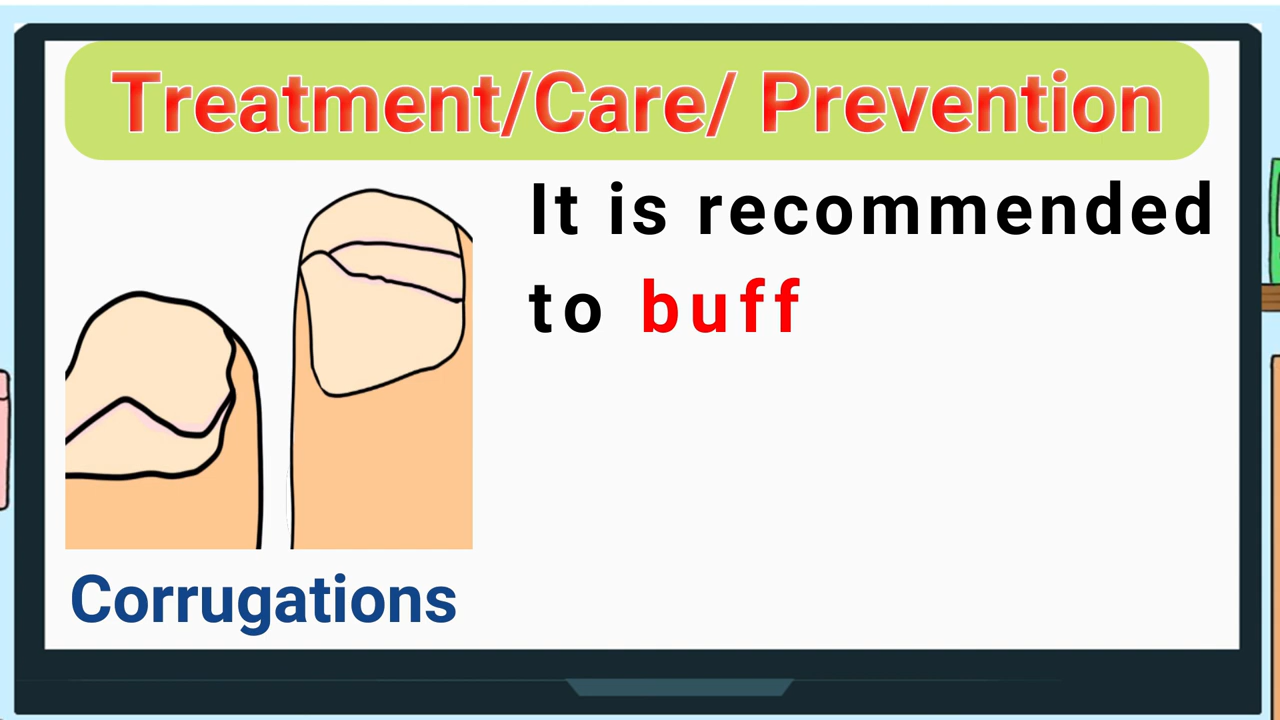 Treatment/Care/ Prevention
It is recommended
to buff
Corrugations